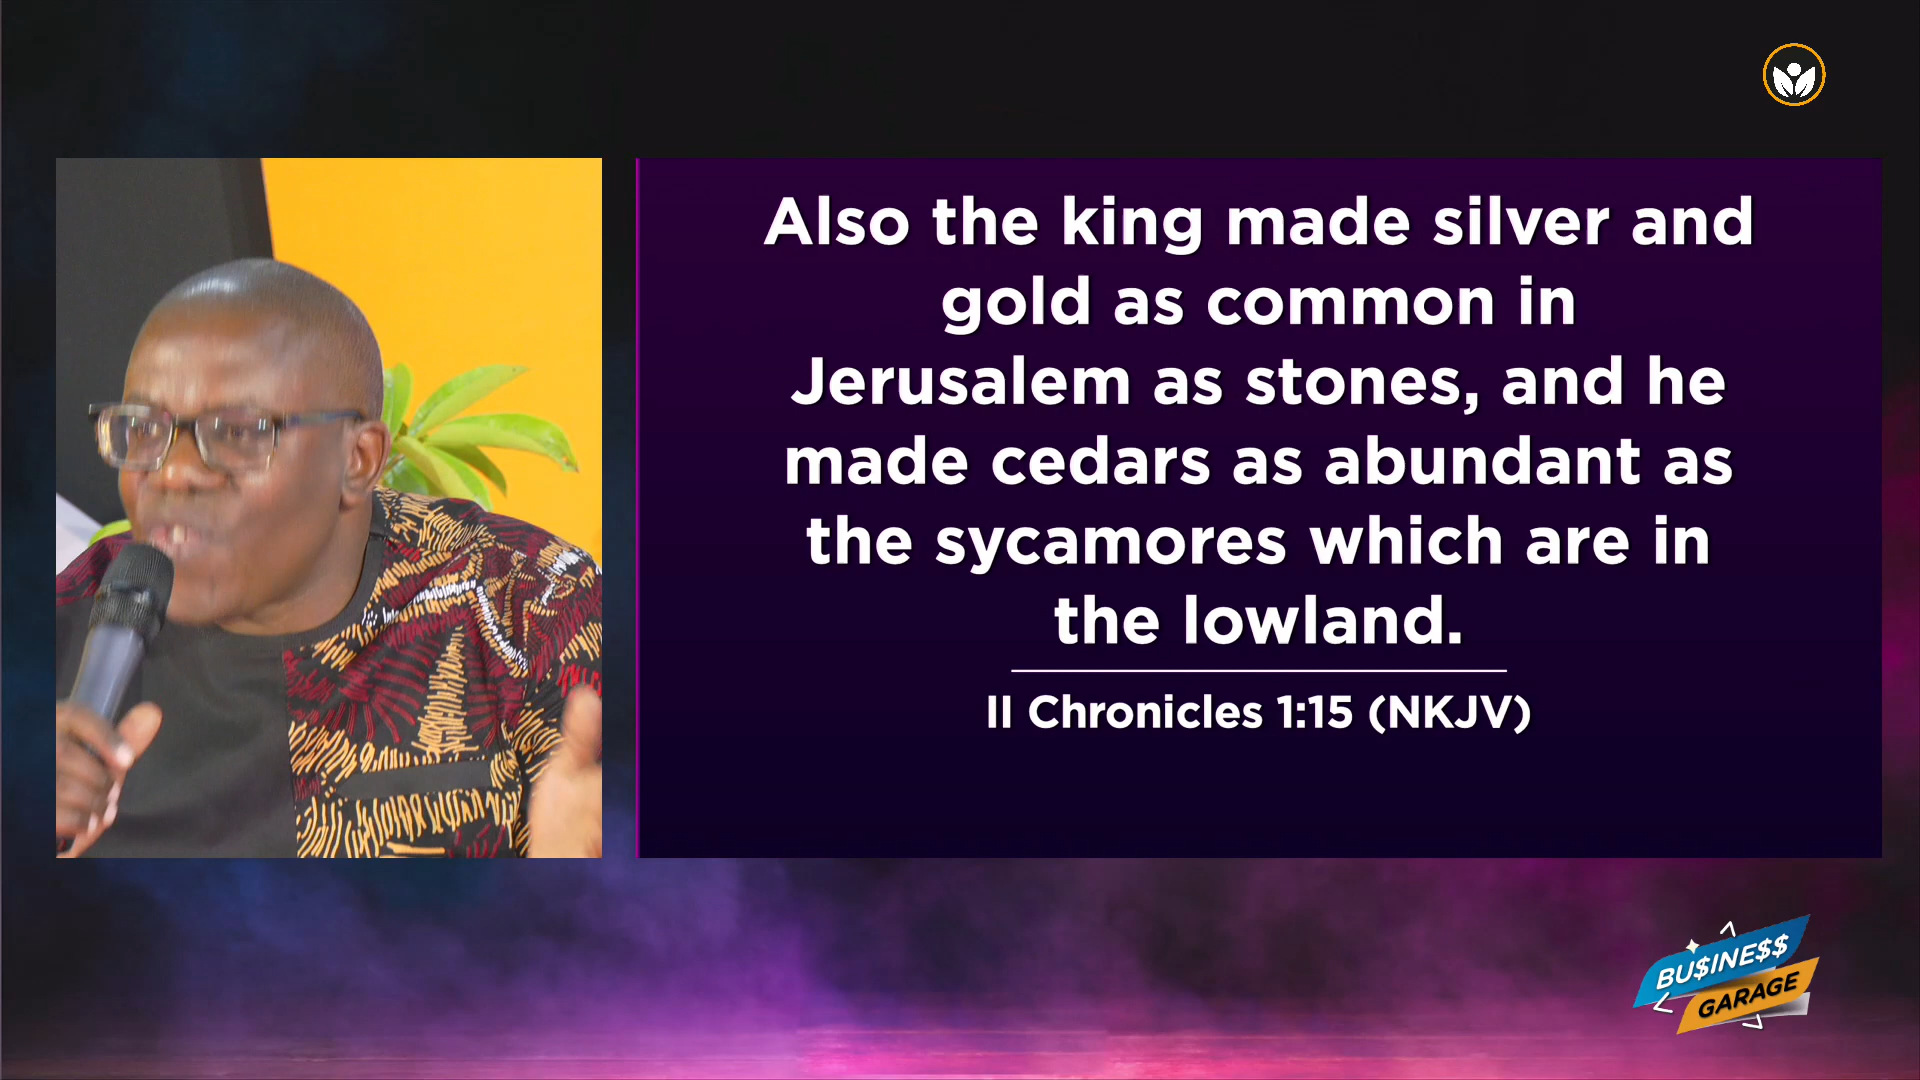 Also the king made silver and
gold as common in
Jerusalem as stones, and he
made cedars as abundant as
the sycamores which are in
the lowland.
II Chronicles 1:15 (NKJV)
BU$INE$$
GARAGE